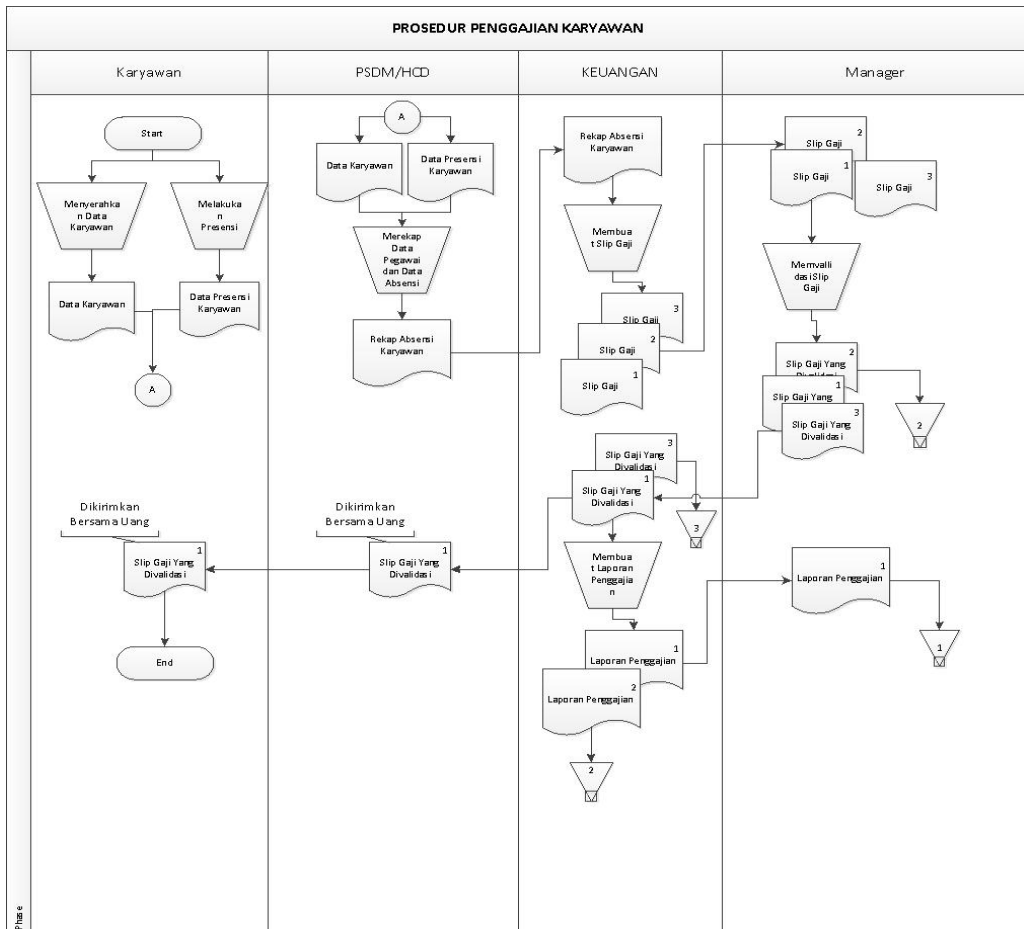 PROSEDUR PENGGAJIAN KARYAWAN
Karyawan
PSDM/HCD
KEUANGAN
Manager
Phase
Start
Menyerahka
n Data
Karyawan
Melakuka
n
Presensi
Data Karyawan
Data Presensi
Karyawan
A
Dikirimkan
Bersama Uang
1
Slip Gaji Yang
Divalidasi
End
A
Data Karyawan
Data Presensi
Karyawan
Merekap
Data
Pegawai
dan Data
Absensi
Rekap Absensi
Karyawan
Dikirimkan
Bersama Uang
1
Slip Gaji Yang
Divalidasi
Rekap Absensi
Karyawan
Membua
t Slip Gaji
3
Slip Gaji
2
Slip Gaji
1
Slip Gaji
3
Slip Gaji Yang
Divalidasi
1
Slip Gaji Yang
Divalidasi
3
Membua
t Laporan
Penggajia
n
1
Laporan Penggajian
2
Laporan Penggajian
2
2
Slip Gaji
1
Slip Gaji
3
Slip Gaji
Memvali
dasi Slip
Gaji
2
Slip Gaji Yang
Divalidasi
1
Slip Gaji Yang
3
Slip Gaji Yang
Divalidasi
2
1
Laporan Penggajian
1